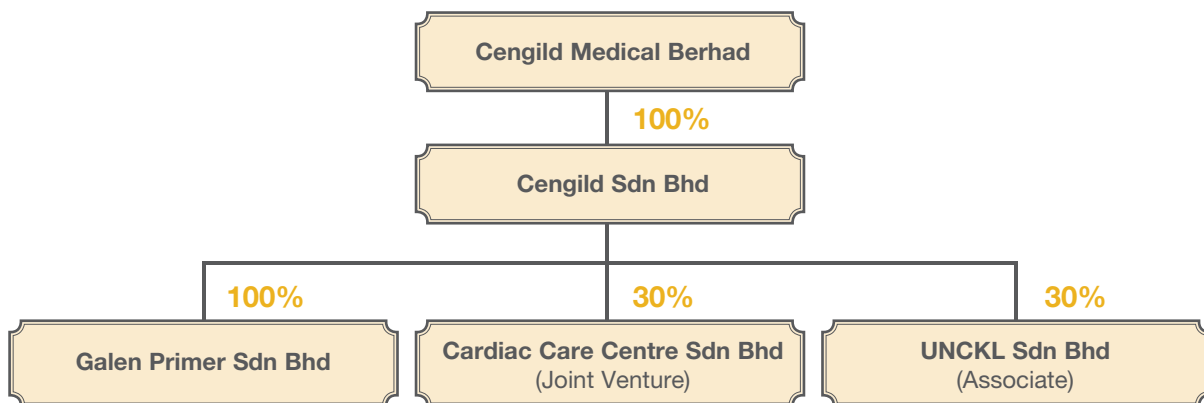 Cengild Medical Berhad
100%
Cengild Sdn Bhd
100%
30%
30%
Galen Primer Sdn Bhd
Cardiac Care Centre Sdn Bhd
(Joint Venture)
UNCKL Sdn Bhd
(Associate)